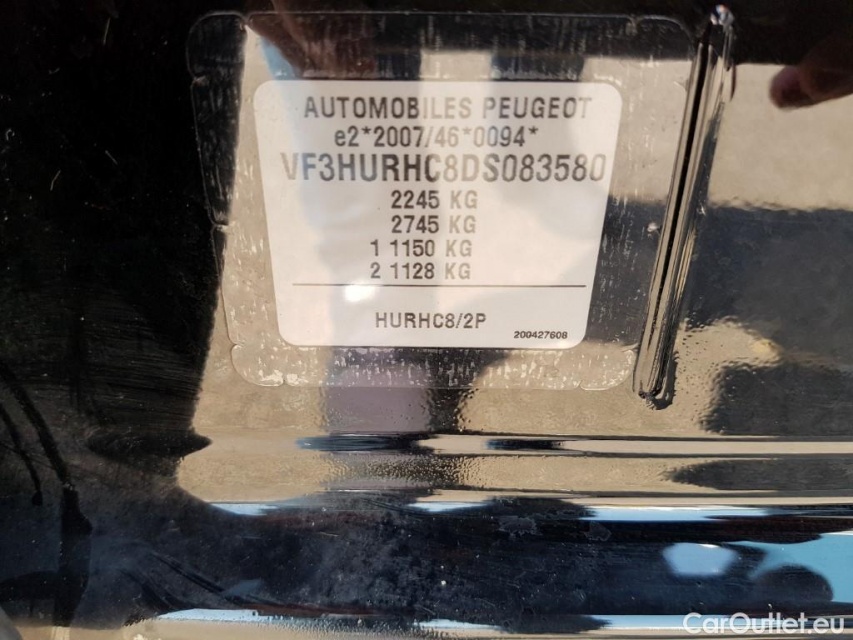 AUTOMOBILES PEUGEOT
e2*2007/46*0094*
VF3HURHC8DS083580
2245 KG
2745 KG
1 1150 KG
2 1128 KG
HURHC8/2P
200427608
CarOutlet.eu